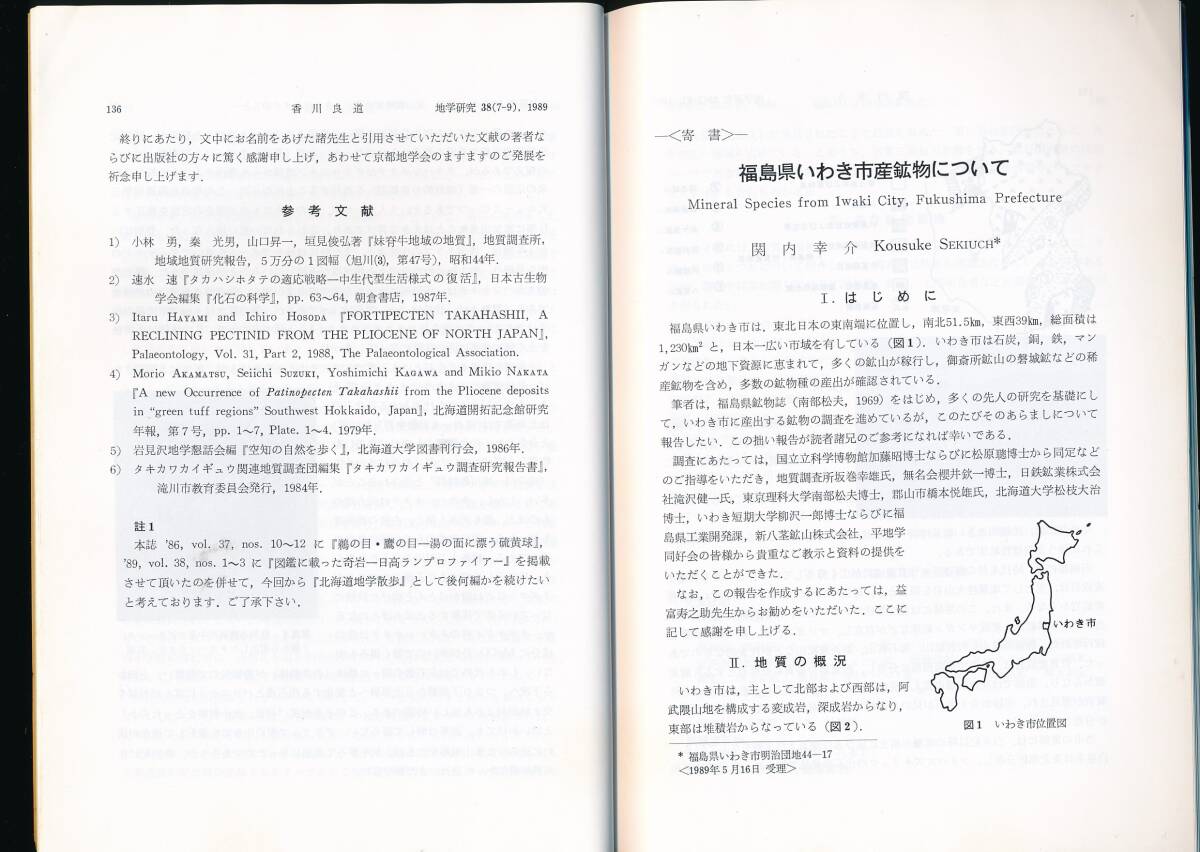 136
香川良道
地学研究 38(7-9), 1989
終りにあたり，文中にお名前をあげた諸先生と引用させていただいた文献の著者な
らびに出版社の方々に篤く感謝申し上げ，あわせて京都地学会のますますのご発展を
祈念申し上げます．
参考文献
1) 小林 勇，秦 光男，山口昇一，垣見俊弘著『妹背牛地域の地質』，地質調査所，
地域地質研究報告，5万分の1図幅（旭川(3)，第47号），昭和44年．
2) 速水 速『タカハシホタテの適応戦略―中生代型生活様式の復活』，日本古生物
学会編集『化石の科学』，pp. 63～64，朝倉書店，1987年．
3) Itaru HAYAMI and Ichiro HOSODA 『FORTIPECTEN TAKAHASHII, A
RECLINING PECTINID FROM THE PLIOCENE OF NORTH JAPAN』,
Palaeontology, Vol. 31, Part 2, 1988, The Palaeontological Association.
4) Morio AKAMATSU, Seiichi SUZUKI, Yoshimichi KAGAWA and Mikio NAKATA
『A new Occurrence of Patinopecten Takahashii from the Pliocene deposits
in “green tuff regions” Southwest Hokkaido, Japan』，北海道開拓記念館研究
年報，第7号，pp. 1～7, Plate. 1～4. 1979年．
5) 岩見沢地学懇話会編『空知の自然を歩く』，北海道大学図書刊行会，1986年．
6) タキカワカイギュウ関連地質調査団編集『タキカワカイギュウ調査研究報告書』，
滝川市教育委員会発行，1984年．
註1
本誌 '86, vol. 37, nos. 10～12 に『鵜の目・鷹の目―湯の面に漂う硫黄球』，
'89, vol. 38, nos. 1～3 に『図鑑に載った奇岩―日高ランプロファイアー』を掲載
させて頂いたのを併せて，今回から『北海道地学散歩』として後何編かを続けたい
と考えております．ご了承下さい．
―＜寄 書＞―
福島県いわき市産鉱物について
Mineral Species from Iwaki City, Fukushima Prefecture
関内幸介 Kousuke SEKIUCH*
I. はじめに
福島県いわき市は，東北日本の東南端に位置し，南北51.5㎞，東西39㎞，総面積は
1,230㎞² と，日本一広い市域を有している（図1）．いわき市は石炭，銅，鉄，マン
ガンなどの地下資源に恵まれて，多くの鉱山が稼行し，御斎所鉱山の磐城鉱などの稀
産鉱物を含め，多数の鉱物種の産出が確認されている．
筆者は，福島県鉱物誌（南部松夫，1969）をはじめ，多くの先人の研究を基礎にし
て，いわき市に産出する鉱物の調査を進めているが，このたびそのあらましについて
報告したい．この拙い報告が読者諸兄のご参考になれば幸いである．
調査にあたっては，国立立科学博物館加藤昭博士ならびに松原聰博士から同定など
のご指導をいただき，地質調査所坂巻幸雄氏，無名会櫻井欽一博士，日鉄鉱業株式会
社滝沢健一氏，東京理科大学南部松夫博士，郡山市橋本悦雄氏，北海道大学松枝大治
博士，いわき短期大学柳沢一郎博士ならびに福
島県工業開発課，新八茎鉱山株式会社，平地学
同好会の皆様から貴重なご教示と資料の提供を
いただくことができた．
なお，この報告を作成するにあたっては，益
富寿之助先生からお勧めをいただいた．ここに
記して感謝を申し上げる．
II. 地質の概況
いわき市は，主として北部および西部は，阿
武隈山地を構成する変成岩，深成岩からなり，
東部は堆積岩からなっている（図2）．
いわき市
図1 いわき市位置図
* 福島県いわき市明治団地44―17
＜1989年5月16日 受理＞